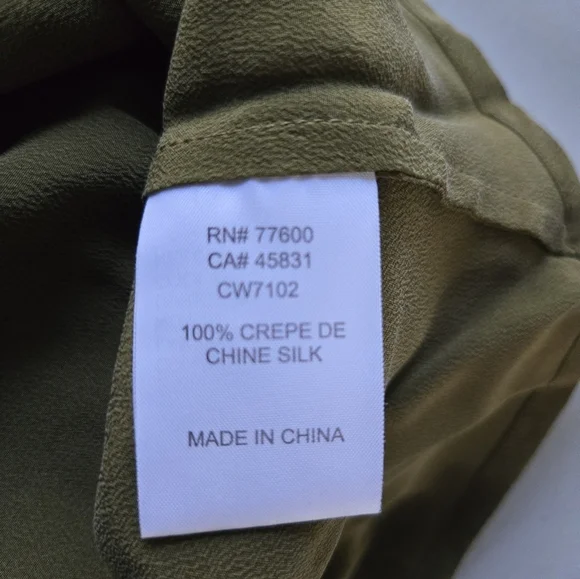 RN# 77600
CA# 45831
CW7102
100% CREPE DE
CHINE SILK
MADE IN CHINA